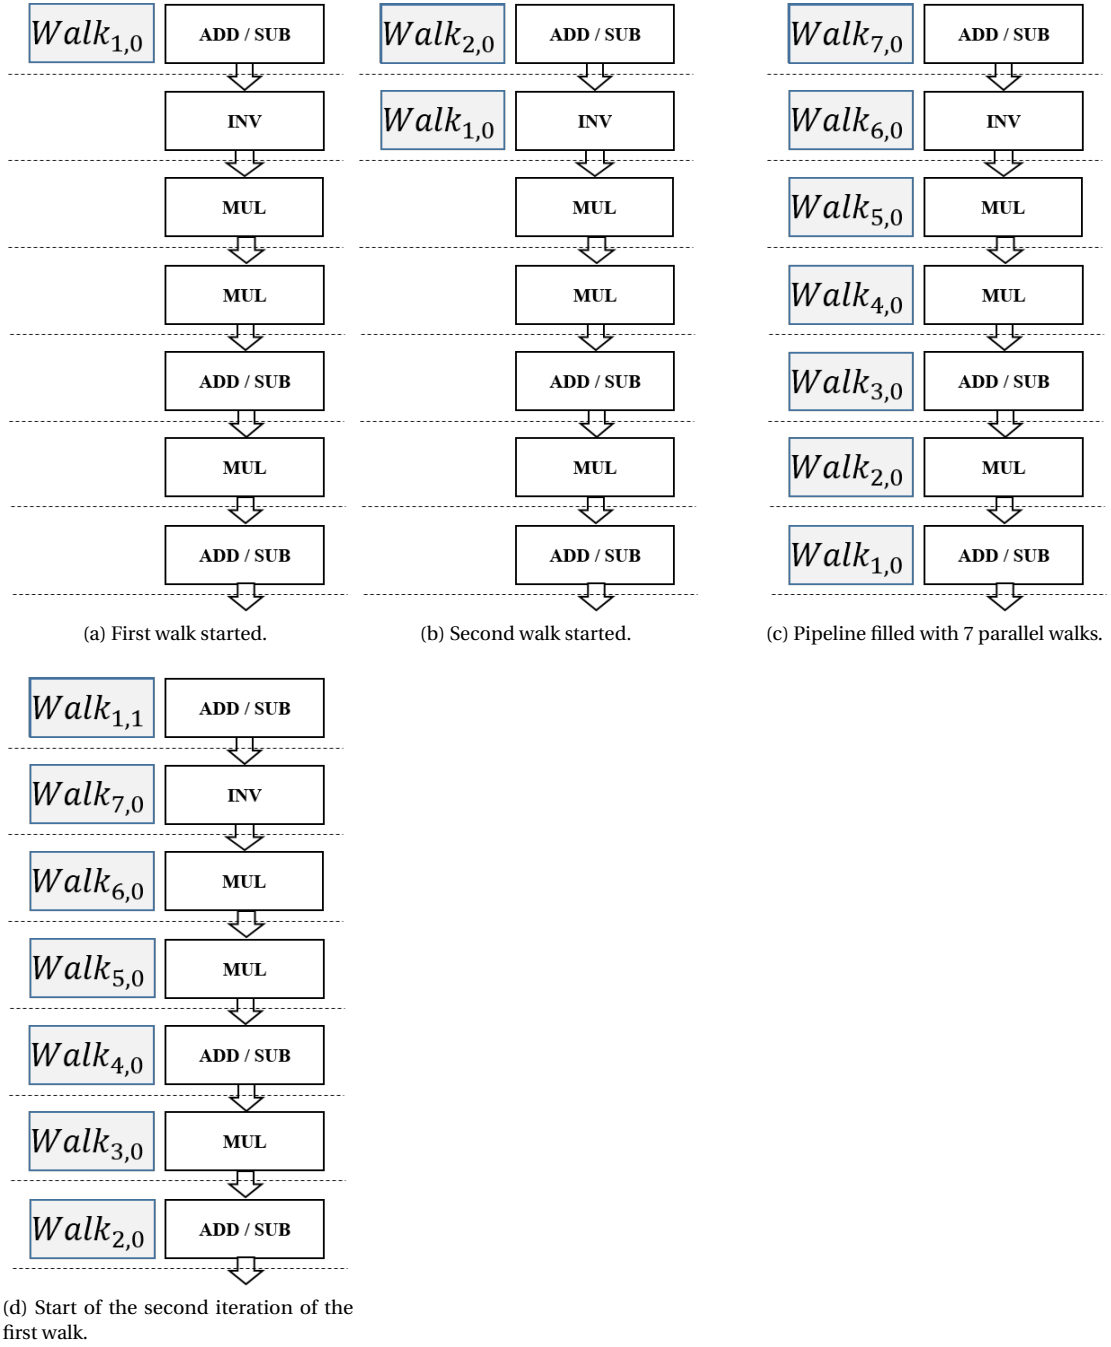 Walk1,0 ADD / SUB
INV
MUL
MUL
ADD / SUB
MUL
ADD / SUB
(a) First walk started.
Walk2,0 ADD / SUB
Walk1,0 INV
MUL
MUL
ADD / SUB
MUL
ADD / SUB
(b) Second walk started.
Walk7,0 ADD / SUB
Walk6,0 INV
Walk5,0 MUL
Walk4,0 MUL
Walk3,0 ADD / SUB
Walk2,0 MUL
Walk1,0 ADD / SUB
(c) Pipeline filled with 7 parallel walks.
Walk1,1 ADD / SUB
Walk7,0 INV
Walk6,0 MUL
Walk5,0 MUL
Walk4,0 ADD / SUB
Walk3,0 MUL
Walk2,0 ADD / SUB
(d) Start of the second iteration of the
first walk.